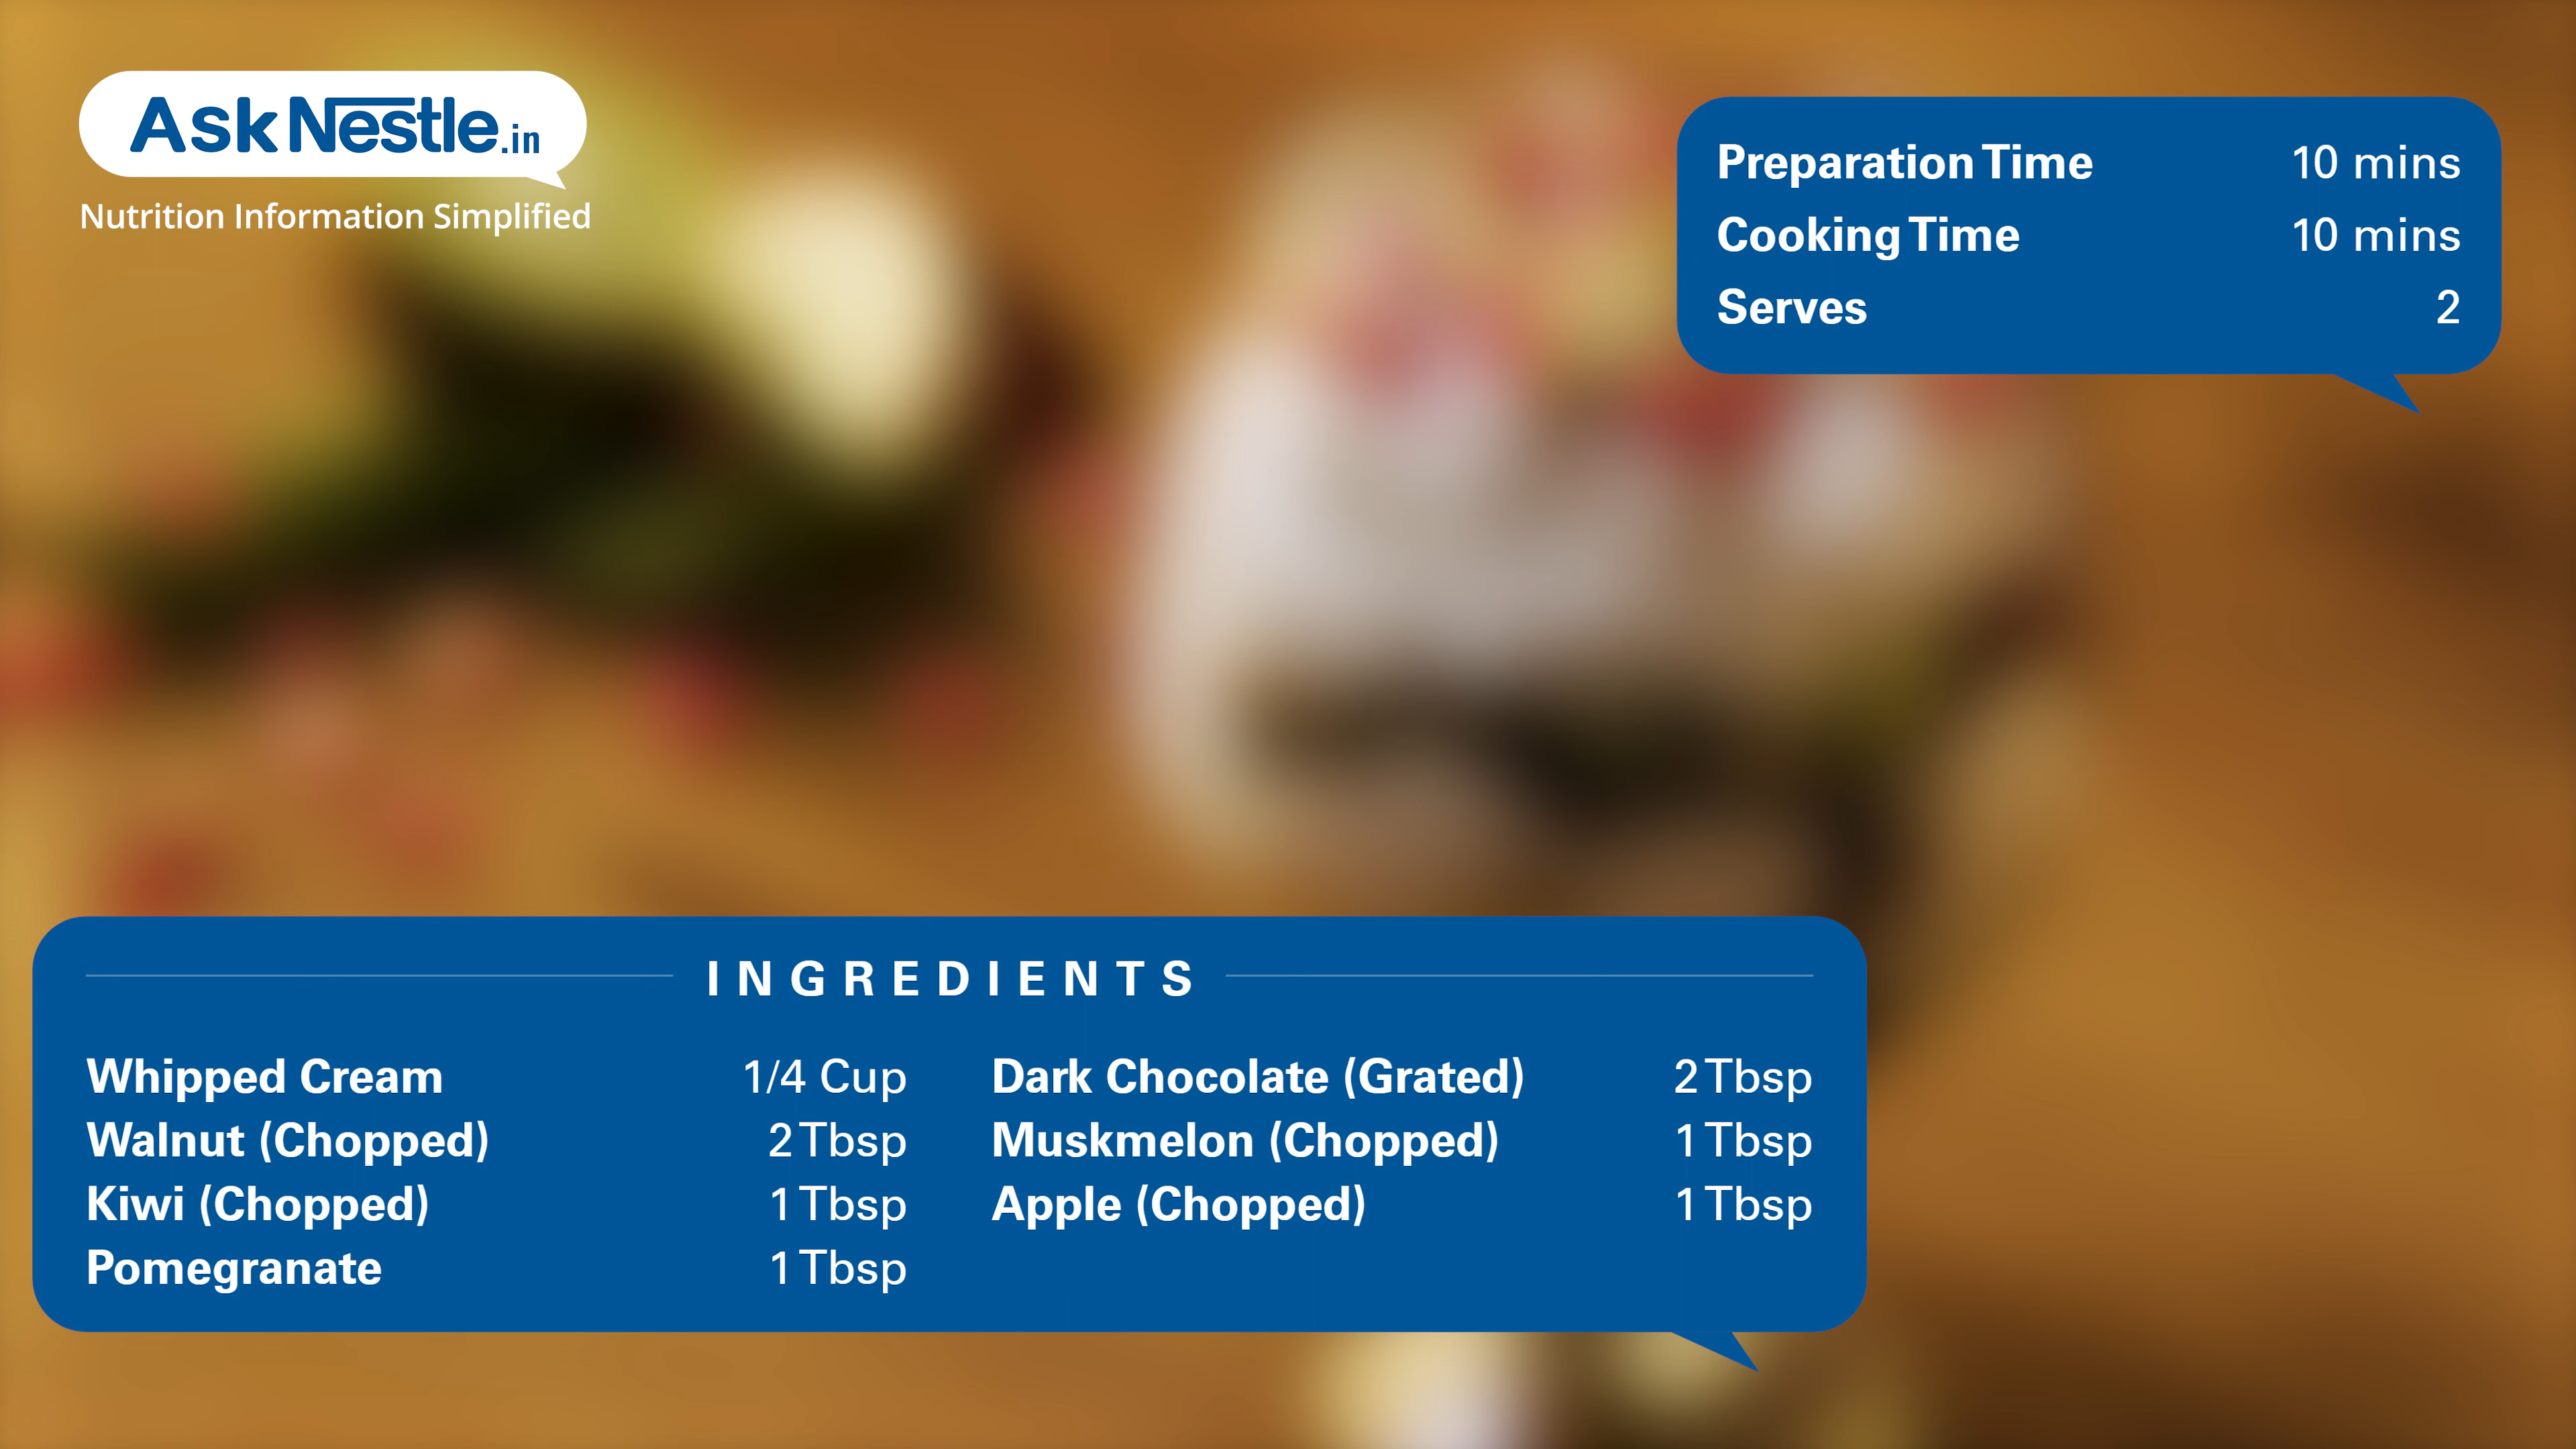 Ask Nestle.in
Nutrition Information Simplified
Preparation Time 10 mins
Cooking Time 10 mins
Serves 2
INGREDIENTS
Whipped Cream 1/4 Cup
Walnut (Chopped) 2 Tbsp
Kiwi (Chopped) 1 Tbsp
Pomegranate 1 Tbsp
Dark Chocolate (Grated) 2 Tbsp
Muskmelon (Chopped) 1 Tbsp
Apple (Chopped) 1 Tbsp